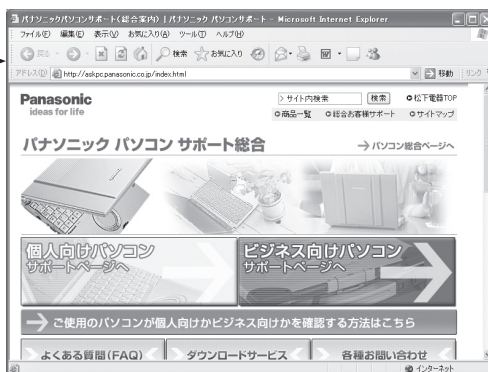 パナソニックパソコンサポート(総合案内) | パナソニック パソコンサポート - Microsoft Internet Explorer
ファイル(F) 編集(E) 表示(V) お気に入り(A) ツール(T) ヘルプ(H)
戻る 検索 お気に入り
アドレス(D) http://askpc.panasonic.co.jp/index.html 移動 リンク
Panasonic
ideas for life
> サイト内検索 検索 松下電器TOP
商品一覧 総合お客様サポート サイトマップ
パナソニック パソコン サポート総合
パソコン総合ページへ
個人向けパソコン
サポートページへ
ビジネス向けパソコン
サポートページへ
ご使用のパソコンが個人向けかビジネス向けかを確認する方法はこちら
よくある質問(FAQ) ダウンロードサービス 各種お問い合わせ
インターネット